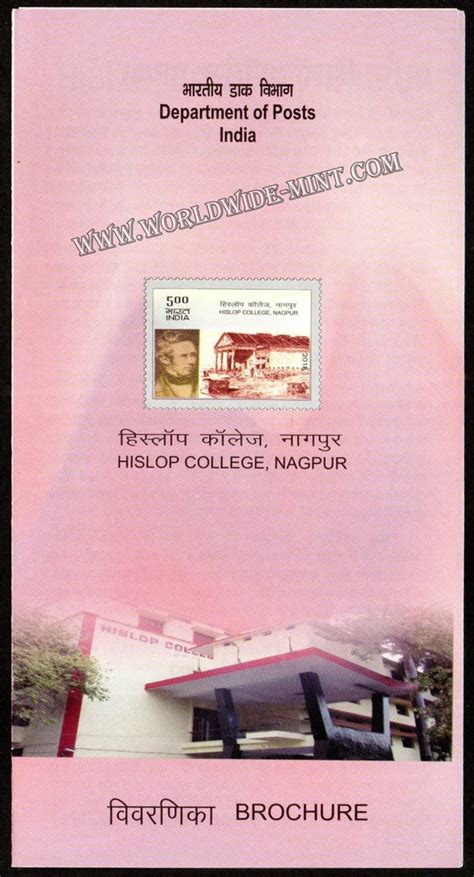 भारतीय डाक विभाग
Department of Posts
India
WWW.WORLDWIDE-MINT.COM
5.00
भारत
INDIA
हिस्लॉप कॉलेज, नागपुर
HISLOP COLLEGE, NAGPUR
2016
हिस्लॉप कॉलेज, नागपुर
HISLOP COLLEGE, NAGPUR
HISLOP COLLEGE
विवरणिका BROCHURE